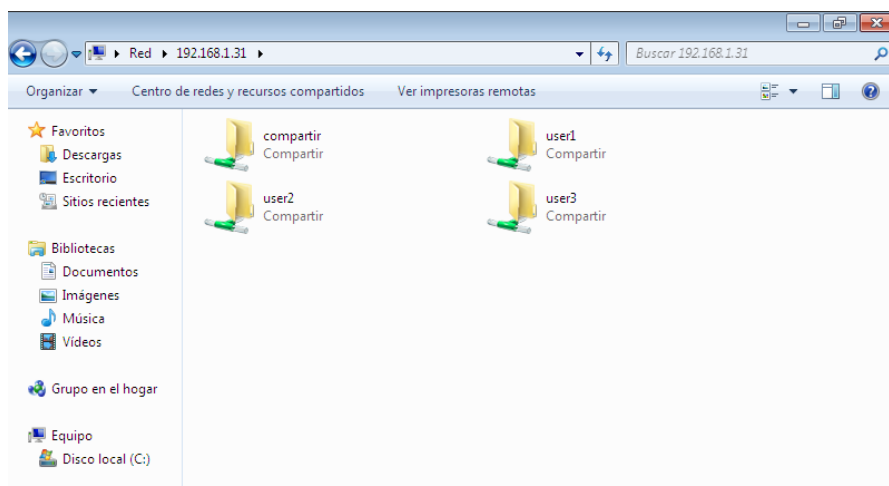 Red 192.168.1.31
Buscar 192.168.1.31
Organizar Centro de redes y recursos compartidos Ver impresoras remotas
Favoritos
Descargas
Escritorio
Sitios recientes
Bibliotecas
Documentos
Imágenes
Música
Vídeos
Grupo en el hogar
Equipo
Disco local (C:)
compartir
Compartir
user1
Compartir
user2
Compartir
user3
Compartir